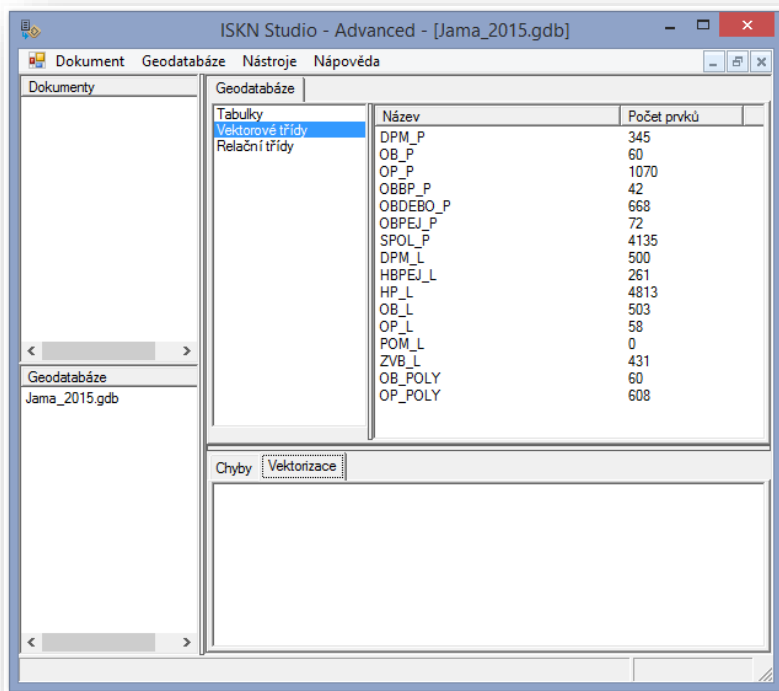 ISKN Studio - Advanced - [Jama_2015.gdb]
Dokument Geodatabáze Nástroje Nápověda
Dokumenty
Geodatabáze
Jama_2015.gdb
Geodatabáze
Tabulky
Vektorové třídy
Relační třídy
Název Počet prvků
DPM_P 345
OB_P 60
OP_P 1070
OBBP_P 42
OBDEBO_P 668
OBPEJ_P 72
SPOL_P 4135
DPM_L 500
HBPEJ_L 261
HP_L 4813
OB_L 503
OP_L 58
POM_L 0
ZVB_L 431
OB_POLY 60
OP_POLY 608
Chyby Vektorizace